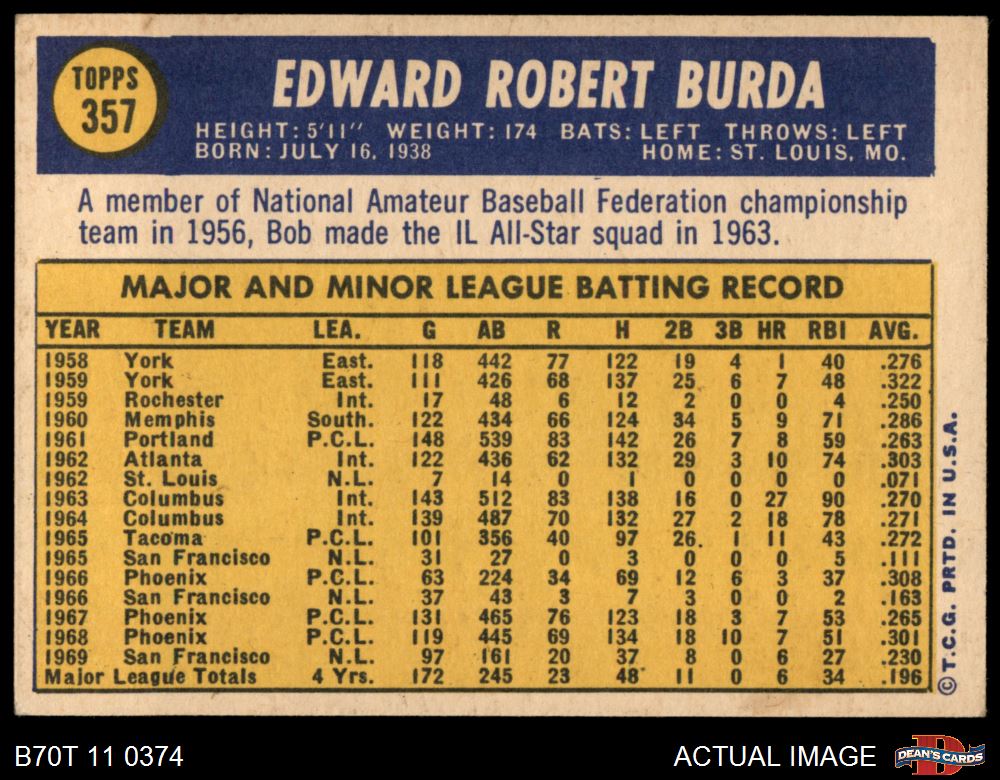 TOPPS
357
EDWARD ROBERT BURDA
HEIGHT: 5'11" WEIGHT: 174 BATS: LEFT THROWS: LEFT
BORN: JULY 16, 1938 HOME: ST. LOUIS, MO.
A member of National Amateur Baseball Federation championship
team in 1956, Bob made the IL All-Star squad in 1963.
MAJOR AND MINOR LEAGUE BATTING RECORD
YEAR TEAM LEA. G AB R H 2B 3B HR RBI AVG.
1958 York East. 118 442 77 122 19 4 1 40 .276
1959 York East. 111 426 68 137 25 6 7 48 .322
1959 Rochester Int. 17 48 6 12 2 0 0 4 .250
1960 Memphis South. 122 434 66 124 34 5 9 71 .286
1961 Portland P.C.L. 148 539 83 142 26 7 8 59 .263
1962 Atlanta Int. 122 436 62 132 29 3 10 74 .303
1962 St. Louis N.L. 7 14 0 1 0 0 0 0 .071
1963 Columbus Int. 143 512 83 138 16 0 27 90 .270
1964 Columbus Int. 139 487 70 132 27 2 18 78 .271
1965 Tacoma P.C.L. 101 356 40 97 26 1 11 43 .272
1965 San Francisco N.L. 31 27 0 3 0 0 0 5 .111
1966 Phoenix P.C.L. 63 224 34 69 12 6 3 37 .308
1966 San Francisco N.L. 37 43 3 7 3 0 0 2 .163
1967 Phoenix P.C.L. 131 465 76 123 18 3 7 53 .265
1968 Phoenix P.C.L. 119 445 69 134 18 10 7 51 .301
1969 San Francisco N.L. 97 161 20 37 8 0 6 27 .230
Major League Totals 4 Yrs. 172 245 23 48 11 0 6 34 .196
©T.C.G. PRTD. IN U.S.A.
B70T 11 0374
ACTUAL IMAGE
DEAN'S CARDS